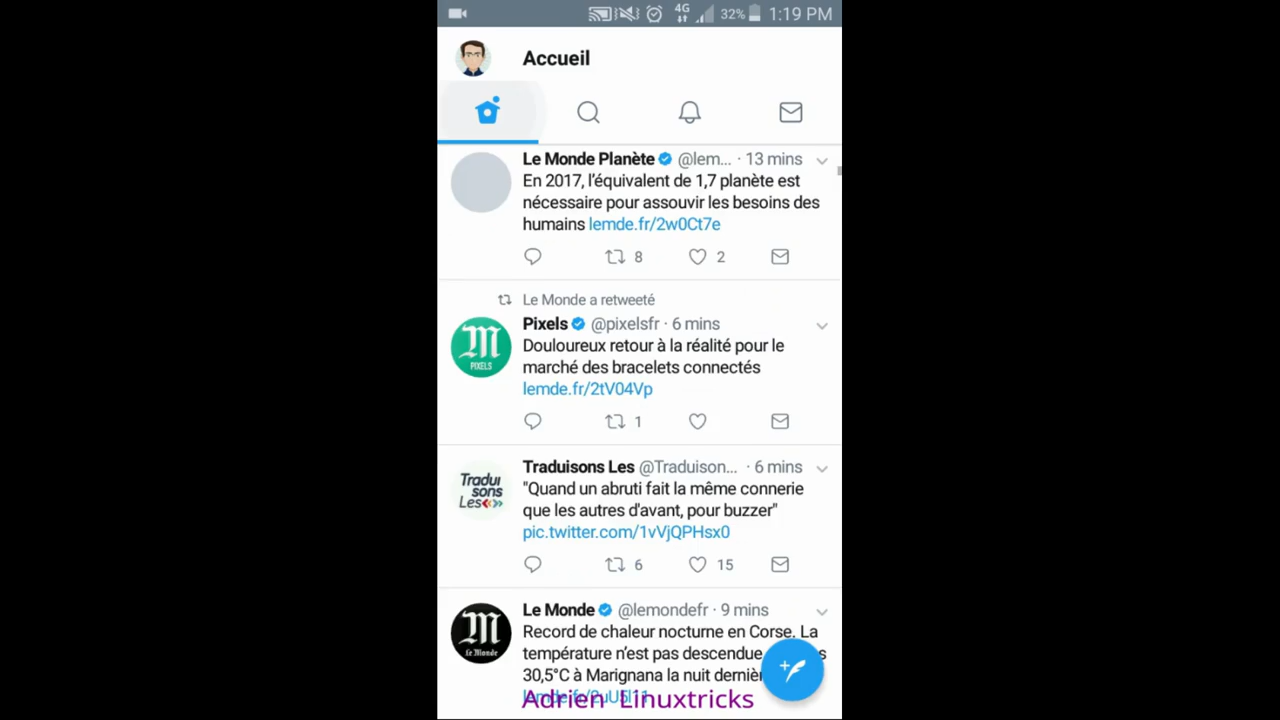 4G 32% 1:19 PM
Accueil
Le Monde Planète @lem... · 13 mins
En 2017, l'équivalent de 1,7 planète est
nécessaire pour assouvir les besoins des
humains lemde.fr/2w0Ct7e
8 2
Le Monde a retweeté
Pixels @pixelsfr · 6 mins
M PIXELS
Douloureux retour à la réalité pour le
marché des bracelets connectés
lemde.fr/2tV04Vp
1
Traduisons Les @Traduison... · 6 mins
Tradui
sons
Les
"Quand un abruti fait la même connerie
que les autres d'avant, pour buzzer"
pic.twitter.com/1vVjQPHsx0
6 15
Le Monde @lemondefr · 9 mins
M Le Monde
Record de chaleur nocturne en Corse. La
température n'est pas descendue
30,5°C à Marignana la nuit
Adrien Linuxtricks